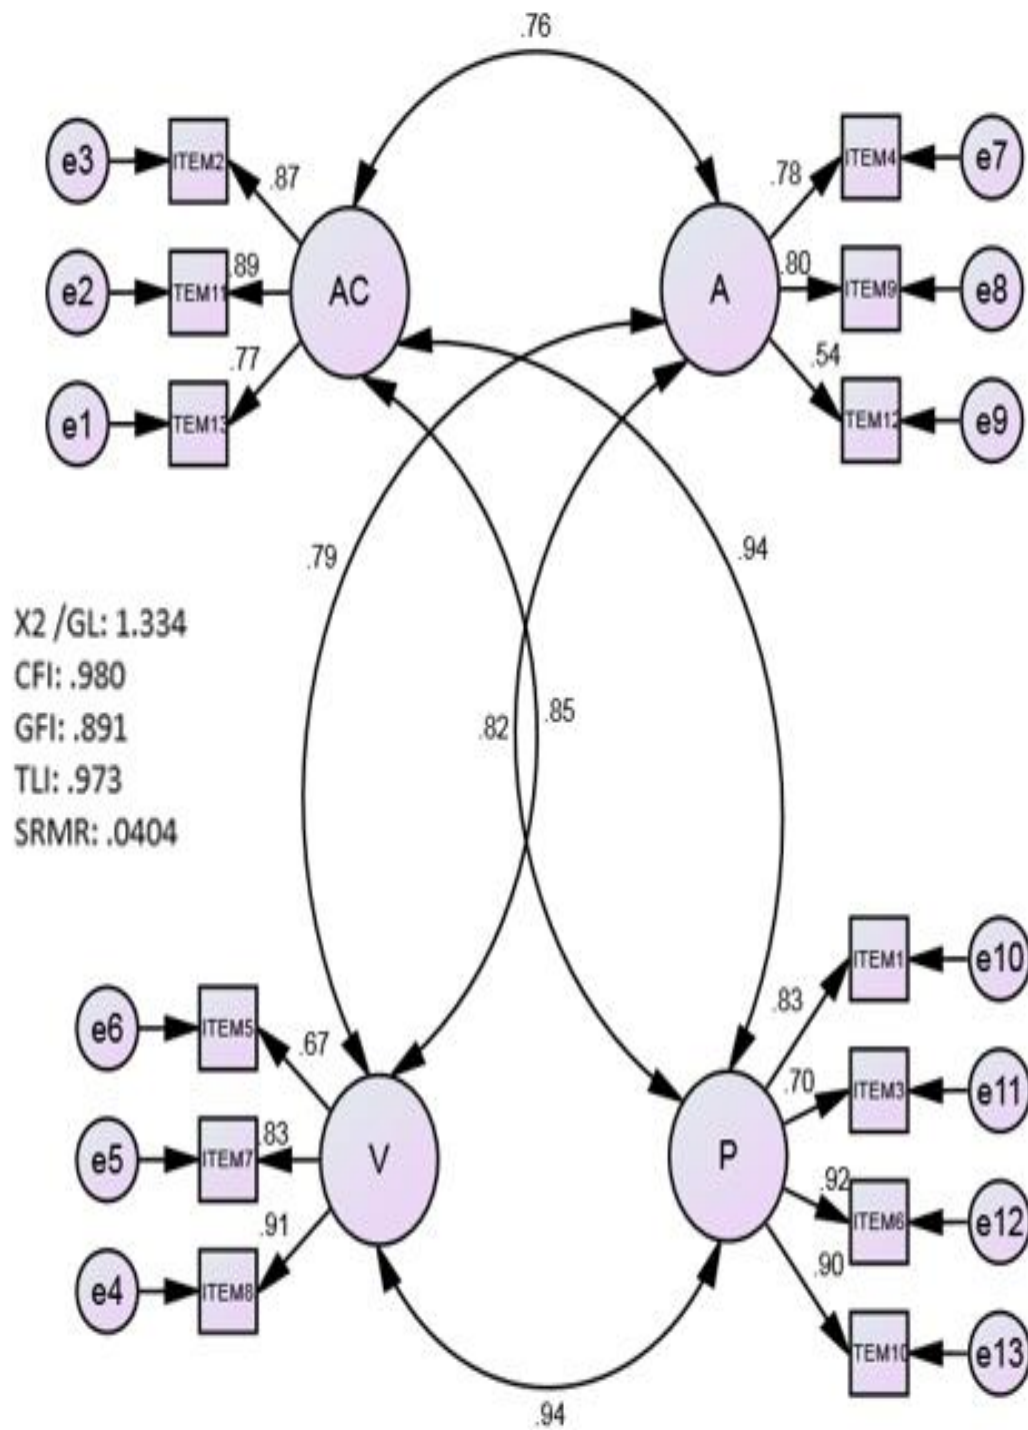 .76
e3
ITEM2
.87
e2
TEM11
.89
AC
e1
TEM13
.77
A
.78
ITEM4
e7
.80
ITEM9
e8
.54
TEM12
e9
.79
.94
.82
.85
X2 /GL: 1.334
CFI: .980
GFI: .891
TLI: .973
SRMR: .0404
e6
ITEM5
.67
e5
ITEM7
.83
V
e4
ITEM8
.91
P
.83
ITEM1
e10
.70
ITEM3
e11
.92
ITEM6
e12
.90
TEM10
e13
.94